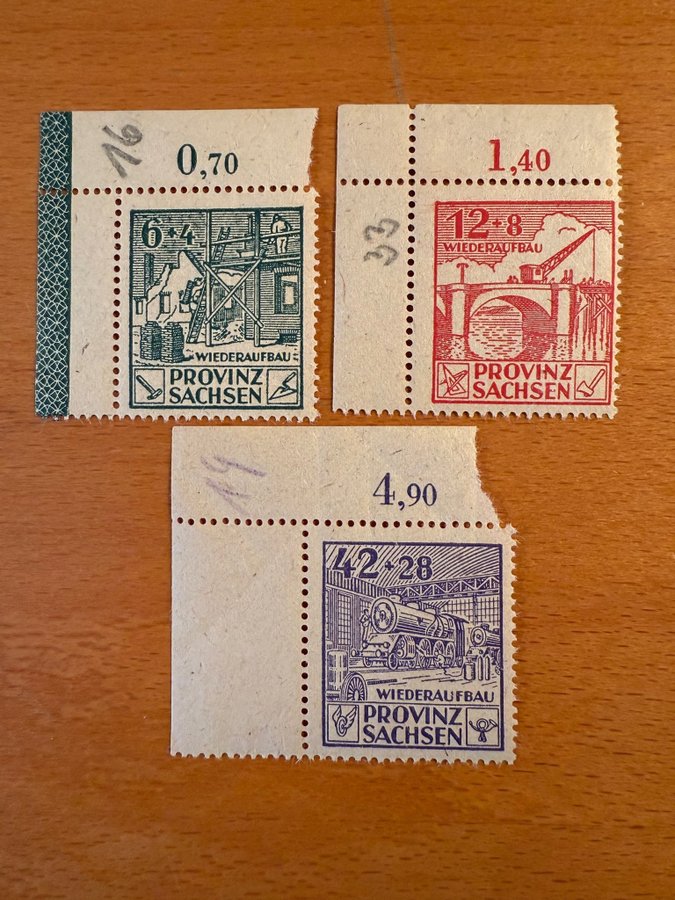 16
0,70
6+4
WIEDERAUFBAU
PROVINZ
SACHSEN
33
1,40
12+8
WIEDERAUFBAU
PROVINZ
SACHSEN
14
4,90
42+28
WIEDERAUFBAU
PROVINZ
SACHSEN